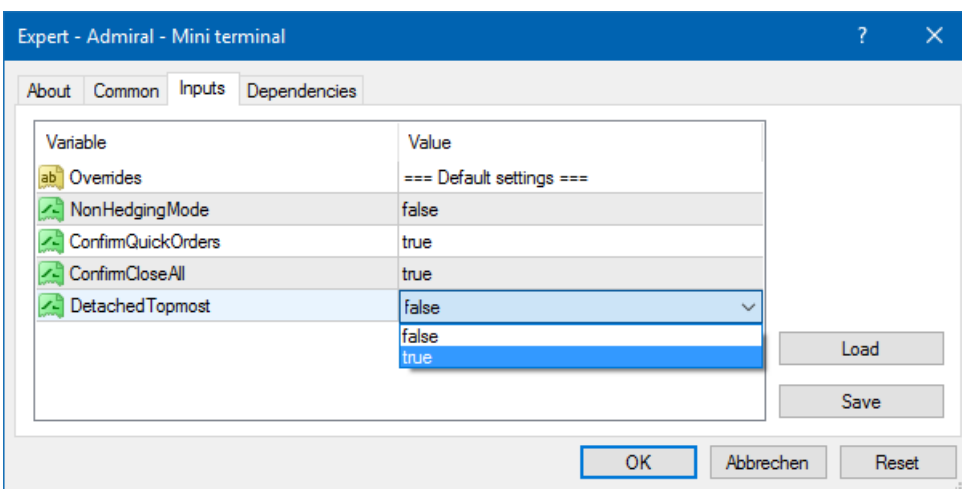 Expert - Admiral - Mini terminal ?
About Common Inputs Dependencies
Variable Value
ab Overrides === Default settings ===
NonHedgingMode false
ConfirmQuickOrders true
ConfirmCloseAll true
DetachedTopmost false
false
true
Load
Save
OK Abbrechen Reset